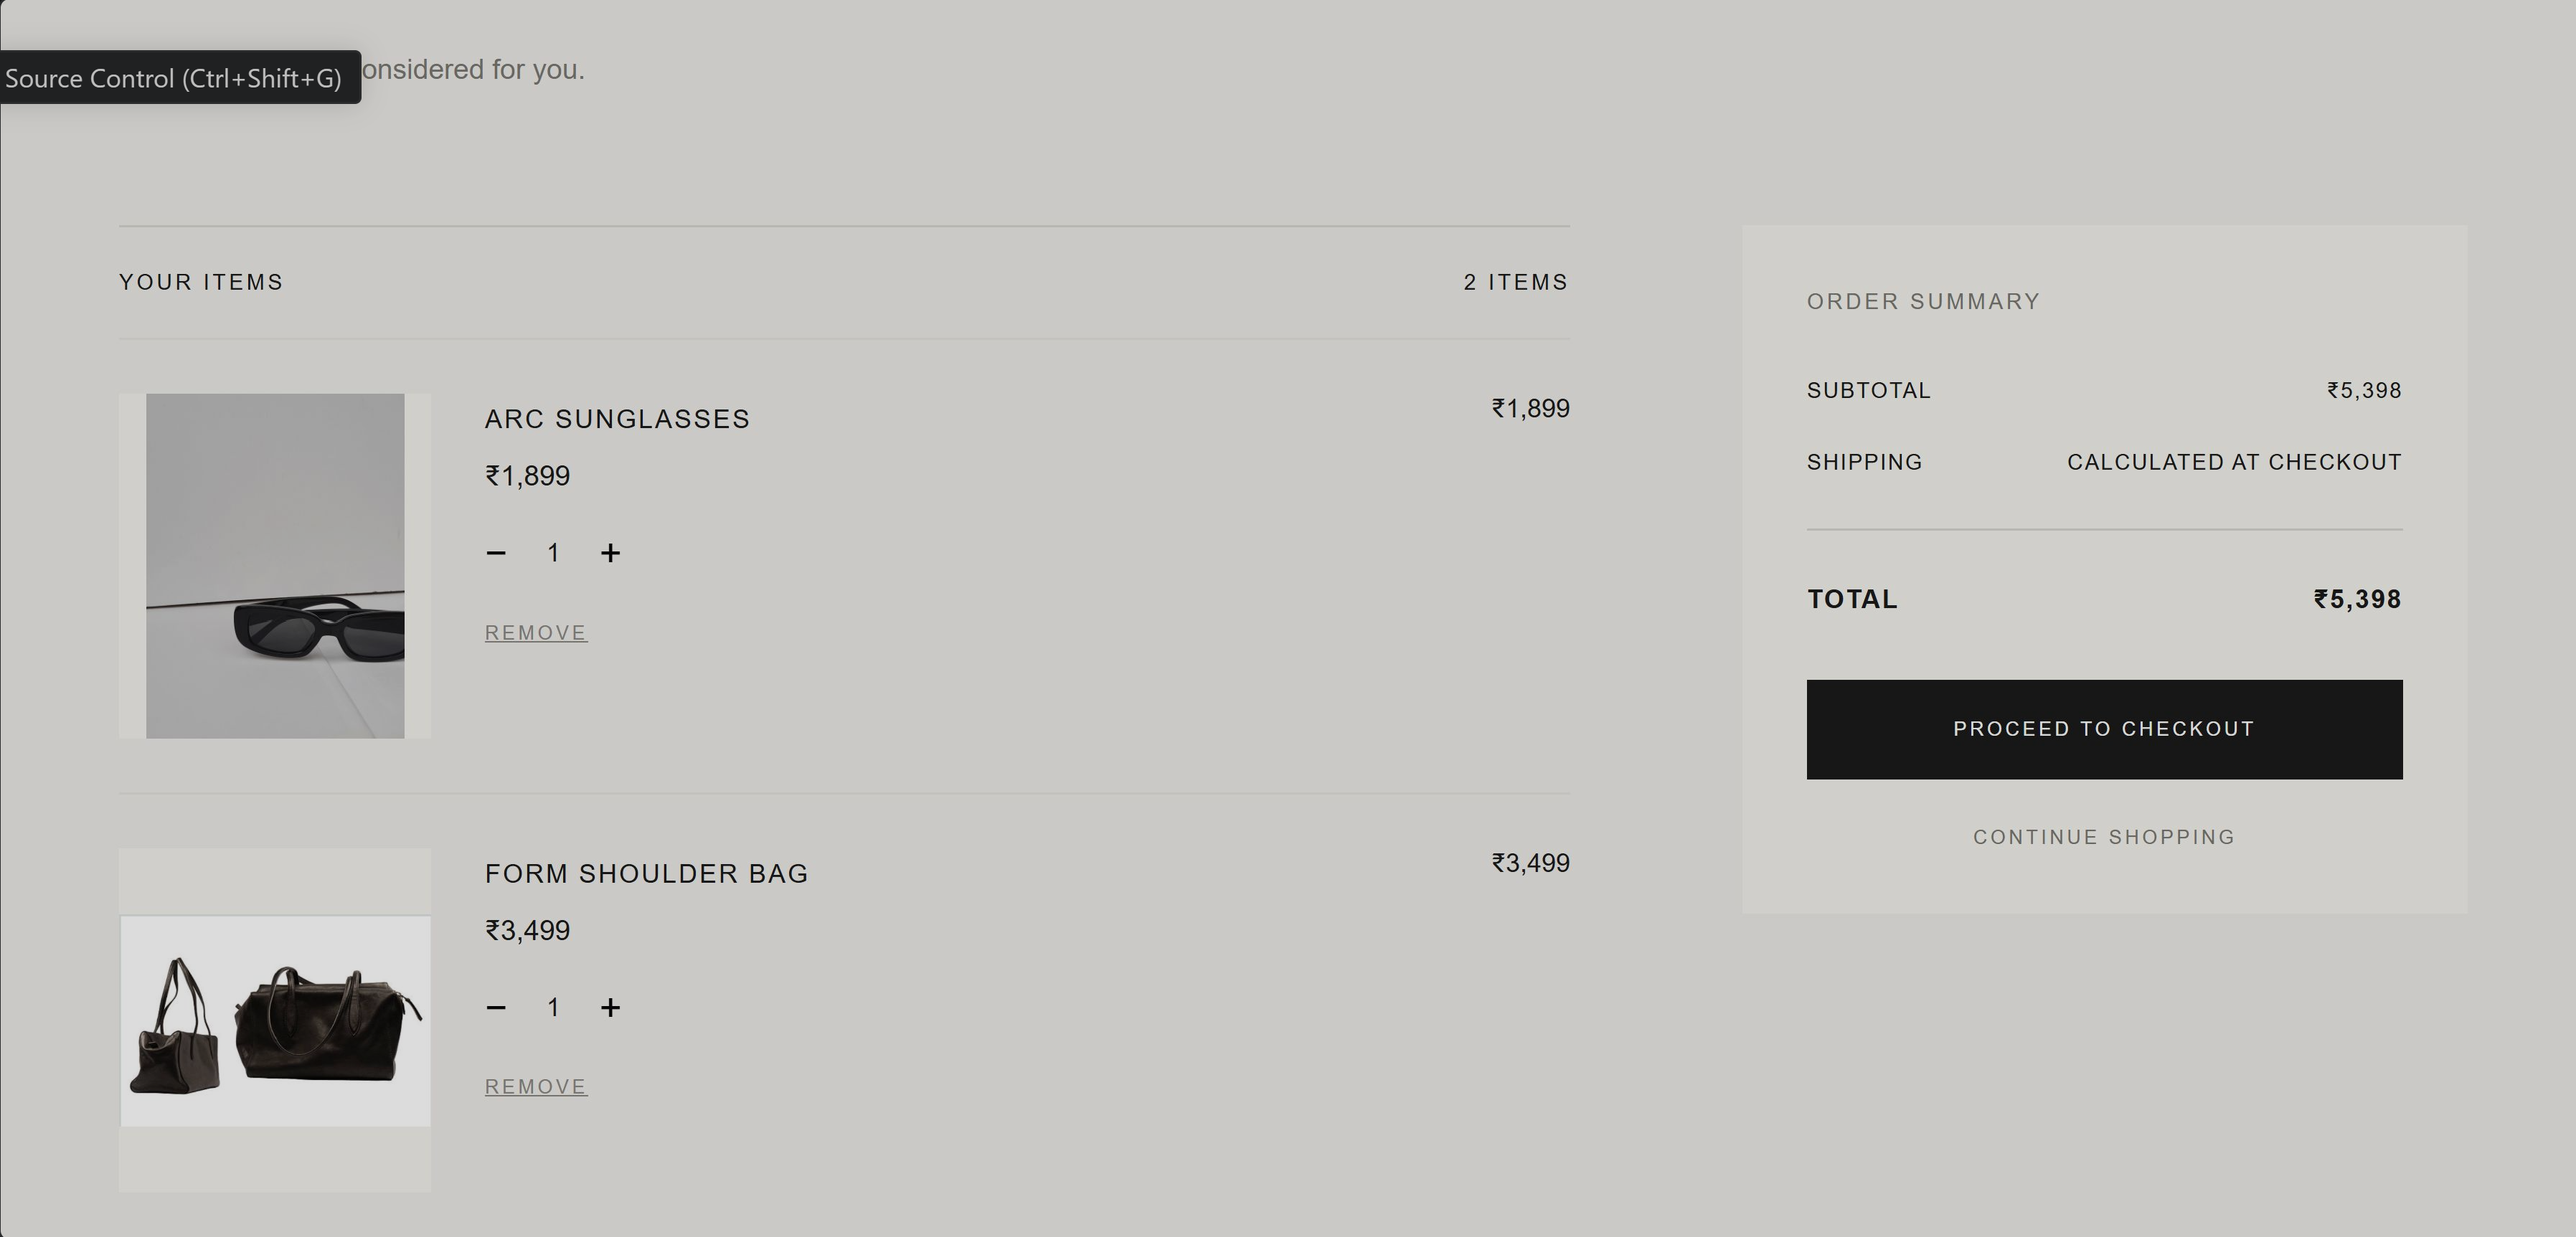 Source Control (Ctrl+Shift+G)
onsidered for you.
YOUR ITEMS
2 ITEMS
ARC SUNGLASSES
₹1,899
₹1,899
− 1 +
REMOVE
FORM SHOULDER BAG
₹3,499
₹3,499
− 1 +
REMOVE
ORDER SUMMARY
SUBTOTAL ₹5,398
SHIPPING CALCULATED AT CHECKOUT
TOTAL ₹5,398
PROCEED TO CHECKOUT
CONTINUE SHOPPING